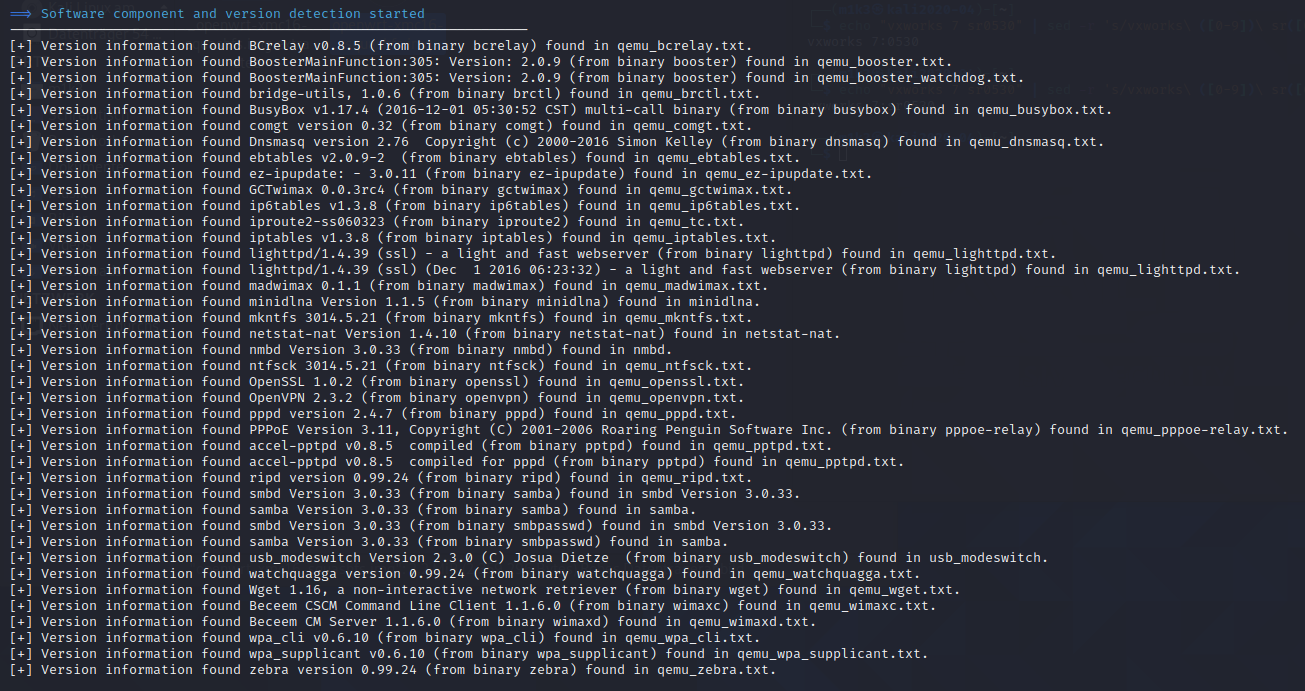 ==> Software component and version detection started
[+] Version information found BCrelay v0.8.5 (from binary bcrelay) found in qemu_bcrelay.txt.
[+] Version information found BoosterMainFunction:305: Version: 2.0.9 (from binary booster) found in qemu_booster.txt.
[+] Version information found BoosterMainFunction:305: Version: 2.0.9 (from binary booster) found in qemu_booster_watchdog.txt.
[+] Version information found bridge-utils, 1.0.6 (from binary brctl) found in qemu_brctl.txt.
[+] Version information found BusyBox v1.17.4 (2016-12-01 05:30:52 CST) multi-call binary (from binary busybox) found in qemu_busybox.txt.
[+] Version information found comgt version 0.32 (from binary comgt) found in qemu_comgt.txt.
[+] Version information found Dnsmasq version 2.76  Copyright (c) 2000-2016 Simon Kelley (from binary dnsmasq) found in qemu_dnsmasq.txt.
[+] Version information found ebtables v2.0.9-2  (from binary ebtables) found in qemu_ebtables.txt.
[+] Version information found ez-ipupdate: - 3.0.11 (from binary ez-ipupdate) found in qemu_ez-ipupdate.txt.
[+] Version information found GCTwimax 0.0.3rc4 (from binary gctwimax) found in qemu_gctwimax.txt.
[+] Version information found ip6tables v1.3.8 (from binary ip6tables) found in qemu_ip6tables.txt.
[+] Version information found iproute2-ss060323 (from binary iproute2) found in qemu_tc.txt.
[+] Version information found iptables v1.3.8 (from binary iptables) found in qemu_iptables.txt.
[+] Version information found lighttpd/1.4.39 (ssl) - a light and fast webserver (from binary lighttpd) found in qemu_lighttpd.txt.
[+] Version information found lighttpd/1.4.39 (ssl) (Dec  1 2016 06:23:32) - a light and fast webserver (from binary lighttpd) found in qemu_lighttpd.txt.
[+] Version information found madwimax 0.1.1 (from binary madwimax) found in qemu_madwimax.txt.
[+] Version information found minidlna Version 1.1.5 (from binary minidlna) found in minidlna.
[+] Version information found mkntfs 3014.5.21 (from binary mkntfs) found in qemu_mkntfs.txt.
[+] Version information found netstat-nat Version 1.4.10 (from binary netstat-nat) found in netstat-nat.
[+] Version information found nmbd Version 3.0.33 (from binary nmbd) found in nmbd.
[+] Version information found ntfsck 3014.5.21 (from binary ntfsck) found in qemu_ntfsck.txt.
[+] Version information found OpenSSL 1.0.2 (from binary openssl) found in qemu_openssl.txt.
[+] Version information found OpenVPN 2.3.2 (from binary openvpn) found in qemu_openvpn.txt.
[+] Version information found pppd version 2.4.7 (from binary pppd) found in qemu_pppd.txt.
[+] Version information found PPPoE Version 3.11, Copyright (C) 2001-2006 Roaring Penguin Software Inc. (from binary pppoe-relay) found in qemu_pppoe-relay.txt.
[+] Version information found accel-pptpd v0.8.5  compiled (from binary pptpd) found in qemu_pptpd.txt.
[+] Version information found accel-pptpd v0.8.5  compiled for pppd (from binary pptpd) found in qemu_pptpd.txt.
[+] Version information found ripd version 0.99.24 (from binary ripd) found in qemu_ripd.txt.
[+] Version information found smbd Version 3.0.33 (from binary samba) found in smbd Version 3.0.33.
[+] Version information found samba Version 3.0.33 (from binary samba) found in samba.
[+] Version information found smbd Version 3.0.33 (from binary smbpasswd) found in smbd Version 3.0.33.
[+] Version information found samba Version 3.0.33 (from binary smbpasswd) found in samba.
[+] Version information found usb_modeswitch Version 2.3.0 (C) Josua Dietze  (from binary usb_modeswitch) found in usb_modeswitch.
[+] Version information found watchquagga version 0.99.24 (from binary watchquagga) found in qemu_watchquagga.txt.
[+] Version information found Wget 1.16, a non-interactive network retriever (from binary wget) found in qemu_wget.txt.
[+] Version information found Beceem CSCM Command Line Client 1.1.6.0 (from binary wimaxc) found in qemu_wimaxc.txt.
[+] Version information found Beceem CM Server 1.1.6.0 (from binary wimaxd) found in qemu_wimaxd.txt.
[+] Version information found wpa_cli v0.6.10 (from binary wpa_cli) found in qemu_wpa_cli.txt.
[+] Version information found wpa_supplicant v0.6.10 (from binary wpa_supplicant) found in qemu_wpa_supplicant.txt.
[+] Version information found zebra version 0.99.24 (from binary zebra) found in qemu_zebra.txt.